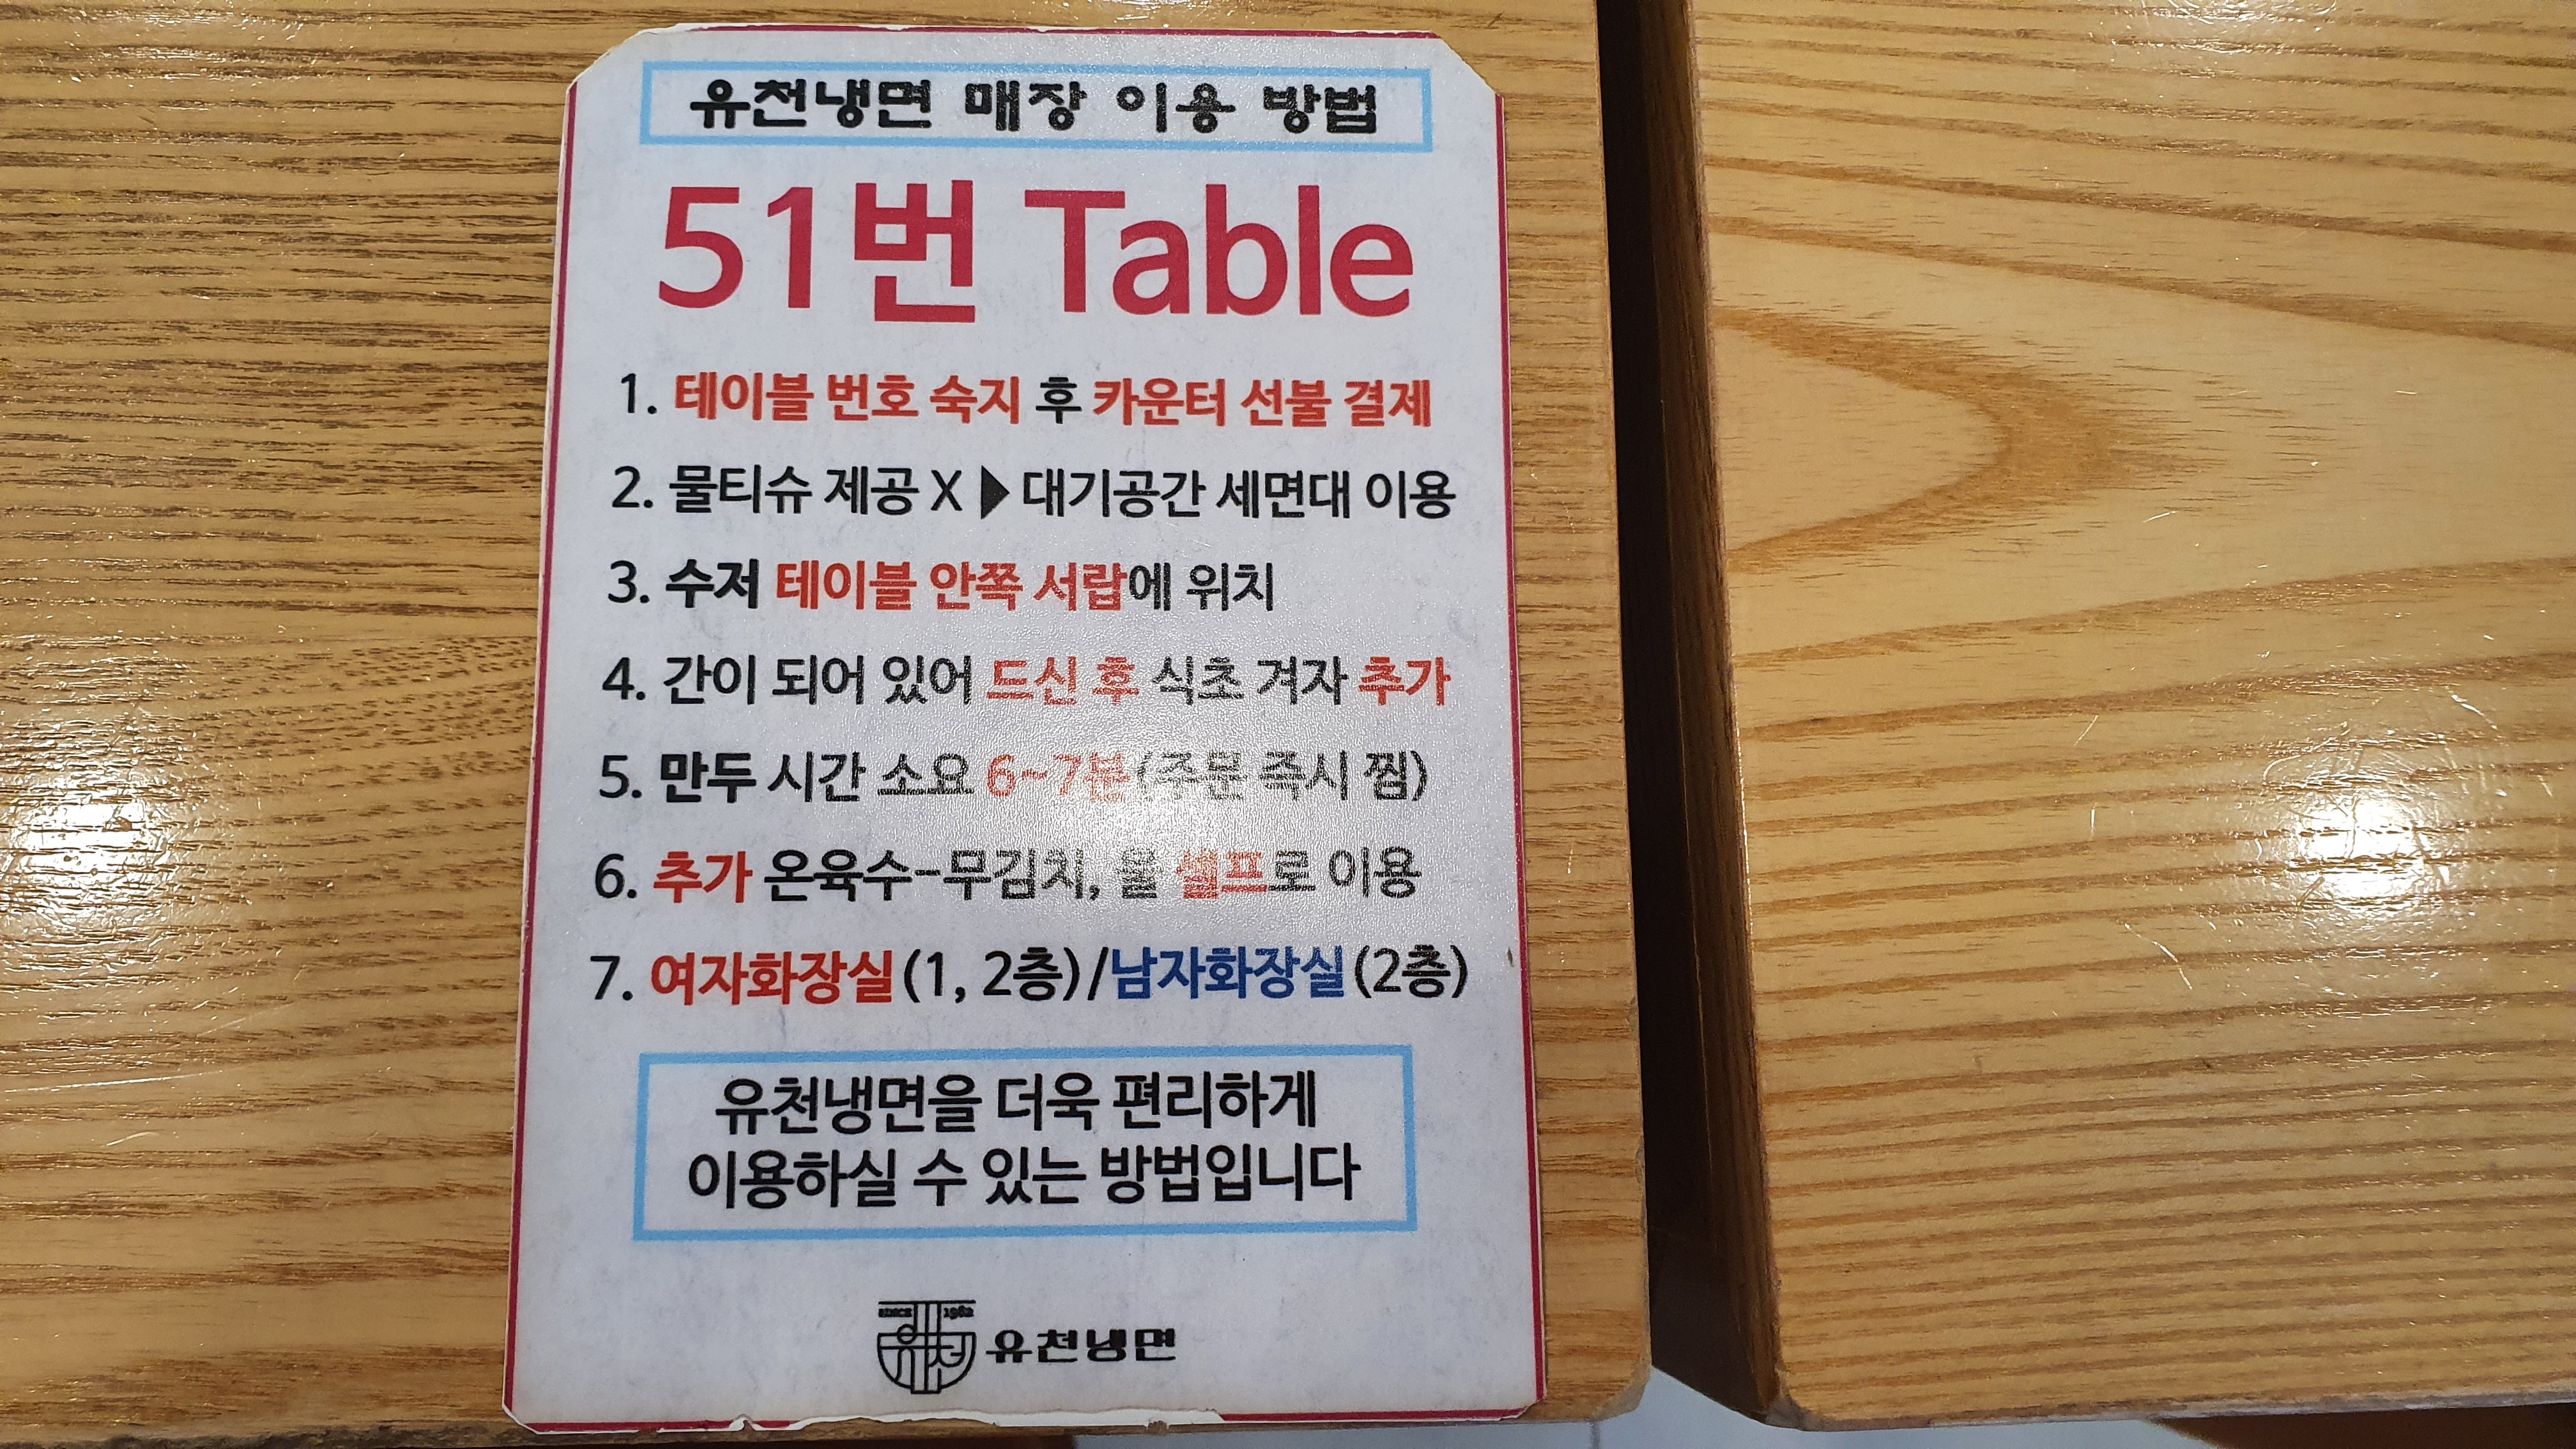 유천냉면 매장 이용 방법
51번 Table
1. 테이블 번호 숙지 후 카운터 선불 결제
2. 물티슈 제공 X ▶ 대기공간 세면대 이용
3. 수저 테이블 안쪽 서랍에 위치
4. 간이 되어 있어 드신 후 식초 겨자 추가
5. 만두 시간 소요 6~7분 (주문 즉시 찜)
6. 추가 온육수-무김치, 물 셀프로 이용
7. 여자화장실 (1, 2층) / 남자화장실 (2층)
유천냉면을 더욱 편리하게
이용하실 수 있는 방법입니다
SINCE 1982
유천냉면